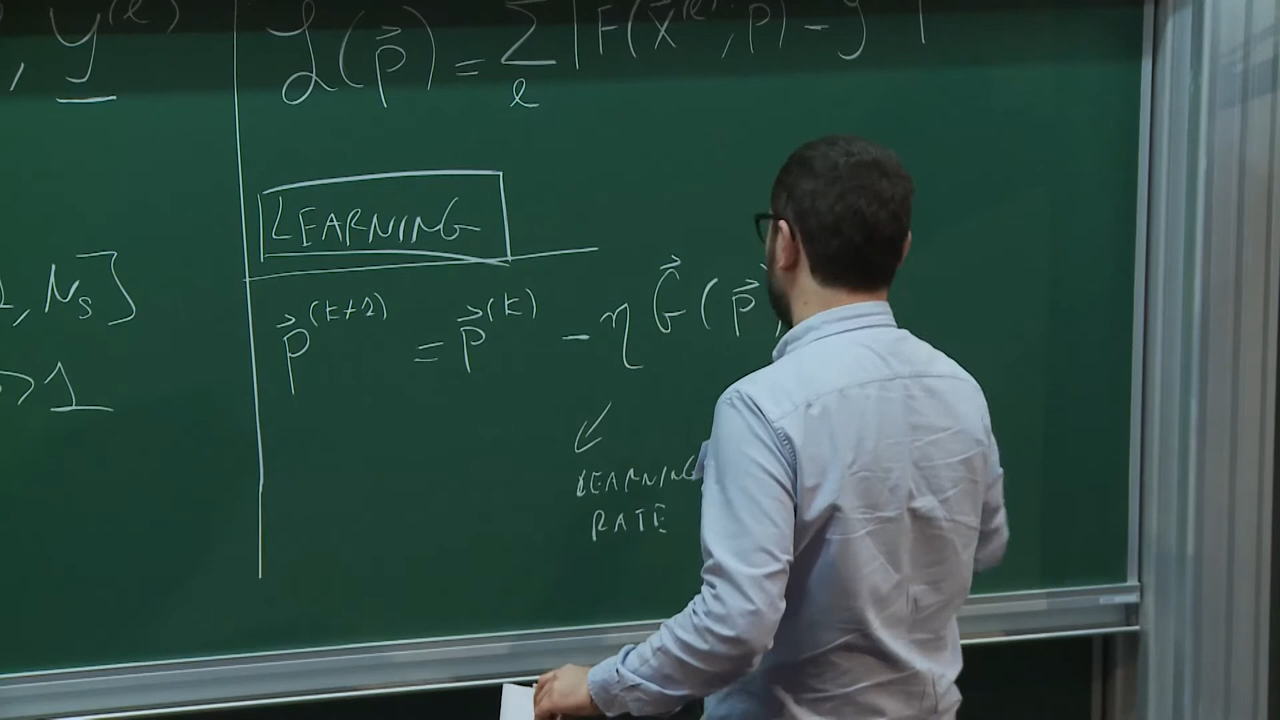 , y^(ℓ)
ℒ(p⃗) = Σ_ℓ | F(x⃗^(ℓ); p) - y |
LEARNING
, N_s]
>1
p⃗^(k+1) = p⃗^(k) - η G⃗(p⃗
LEARNING
RATE